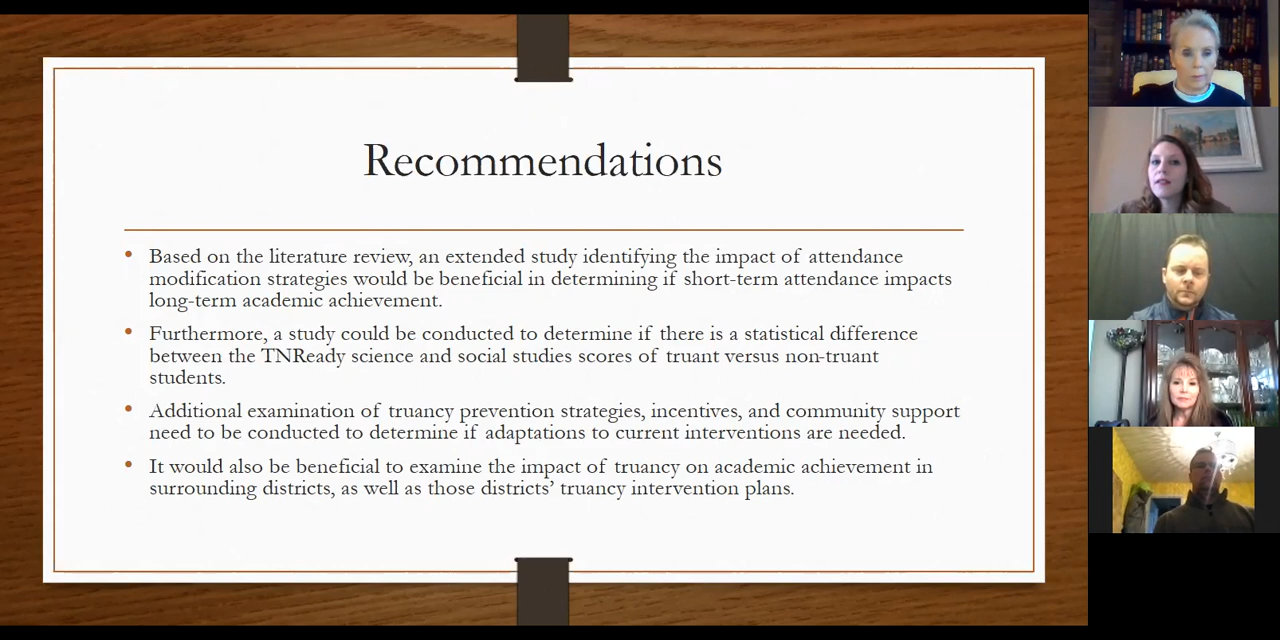 Recommendations
• Based on the literature review, an extended study identifying the impact of attendance
modification strategies would be beneficial in determining if short-term attendance impacts
long-term academic achievement.
• Furthermore, a study could be conducted to determine if there is a statistical difference
between the TNReady science and social studies scores of truant versus non-truant
students.
• Additional examination of truancy prevention strategies, incentives, and community support
need to be conducted to determine if adaptations to current interventions are needed.
• It would also be beneficial to examine the impact of truancy on academic achievement in
surrounding districts, as well as those districts’ truancy intervention plans.